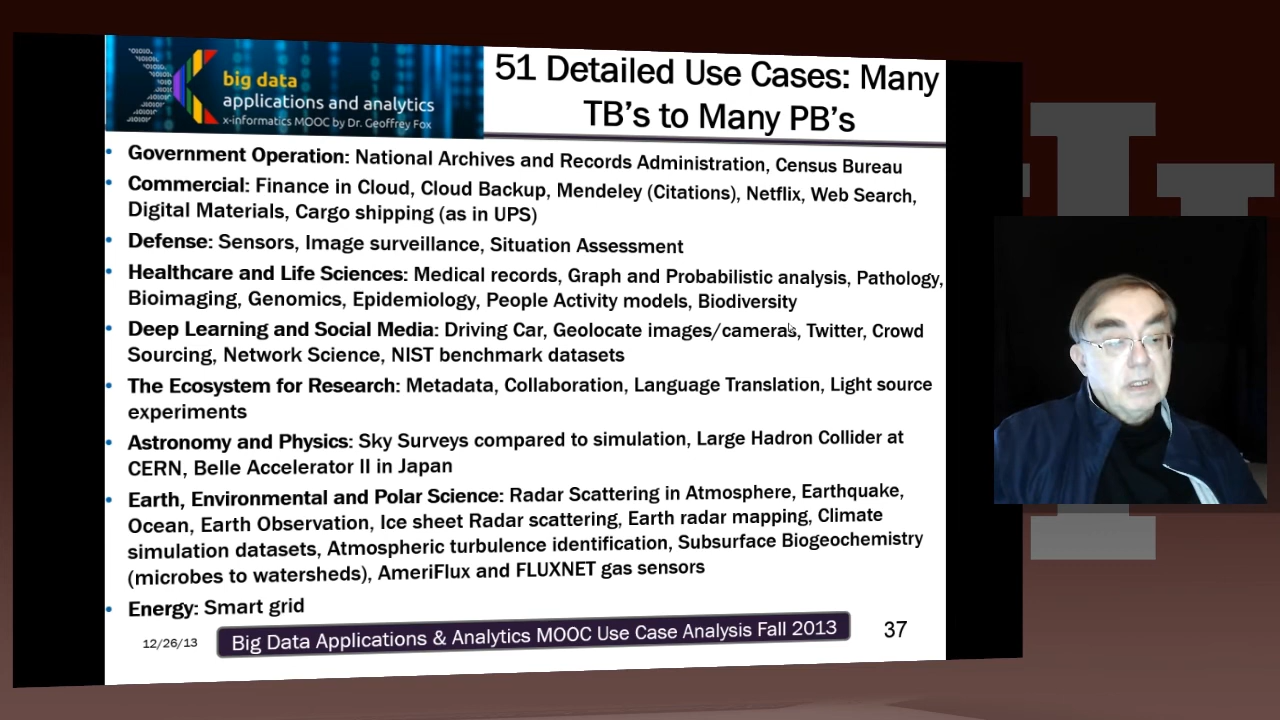 big data
applications and analytics
x-informatics MOOC by Dr. Geoffrey Fox
51 Detailed Use Cases: Many
TB's to Many PB's
• Government Operation: National Archives and Records Administration, Census Bureau
• Commercial: Finance in Cloud, Cloud Backup, Mendeley (Citations), Netflix, Web Search,
Digital Materials, Cargo shipping (as in UPS)
• Defense: Sensors, Image surveillance, Situation Assessment
• Healthcare and Life Sciences: Medical records, Graph and Probabilistic analysis, Pathology,
Bioimaging, Genomics, Epidemiology, People Activity models, Biodiversity
• Deep Learning and Social Media: Driving Car, Geolocate images/cameras, Twitter, Crowd
Sourcing, Network Science, NIST benchmark datasets
• The Ecosystem for Research: Metadata, Collaboration, Language Translation, Light source
experiments
• Astronomy and Physics: Sky Surveys compared to simulation, Large Hadron Collider at
CERN, Belle Accelerator II in Japan
• Earth, Environmental and Polar Science: Radar Scattering in Atmosphere, Earthquake,
Ocean, Earth Observation, Ice sheet Radar scattering, Earth radar mapping, Climate
simulation datasets, Atmospheric turbulence identification, Subsurface Biogeochemistry
(microbes to watersheds), AmeriFlux and FLUXNET gas sensors
• Energy: Smart grid
12/26/13
Big Data Applications & Analytics MOOC Use Case Analysis Fall 2013
37